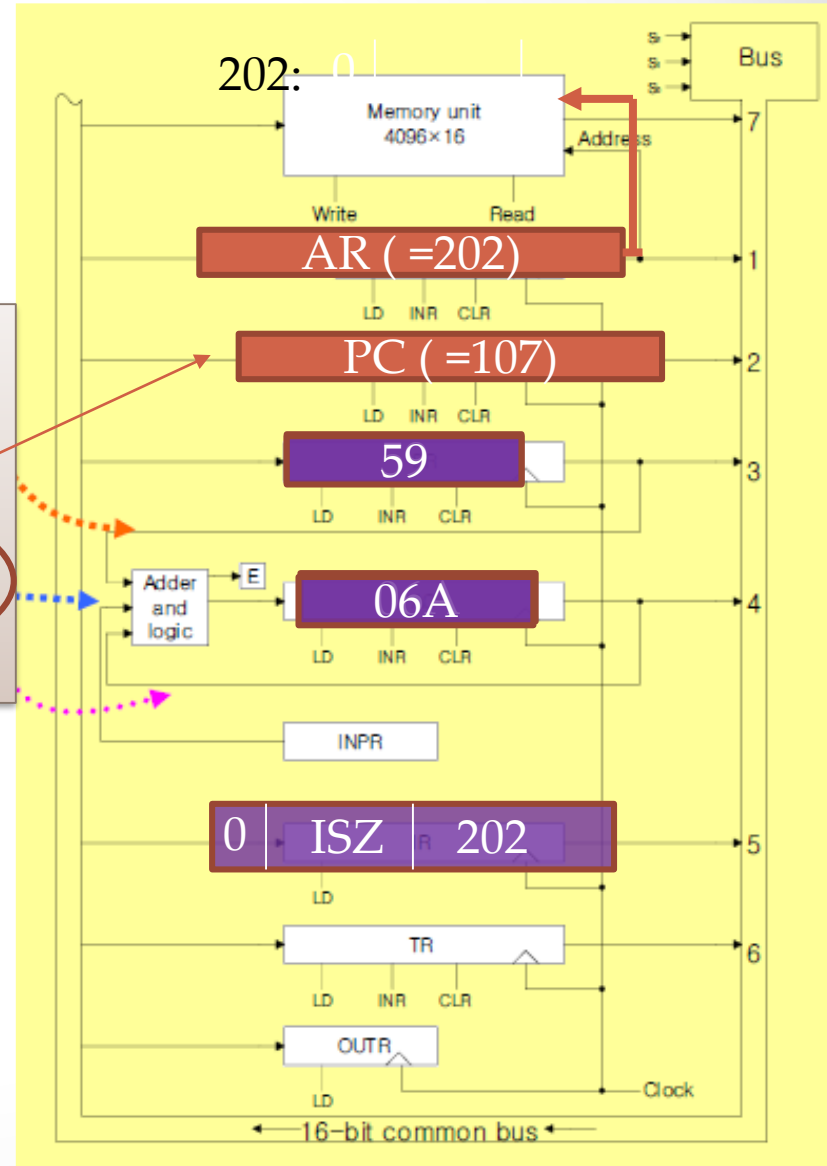 S₂
S₁
S₀
Bus
202: 0
Memory unit
4096×16
7
Address
Write Read
AR ( =202)
1
LD INR CLR
PC ( =107)
2
LD INR CLR
59
3
LD INR CLR
Adder
and
logic
E
06A
4
LD INR CLR
INPR
0 ISZ 202
R
5
LD
TR
6
LD INR CLR
OUTR
LD
Clock
16-bit common bus